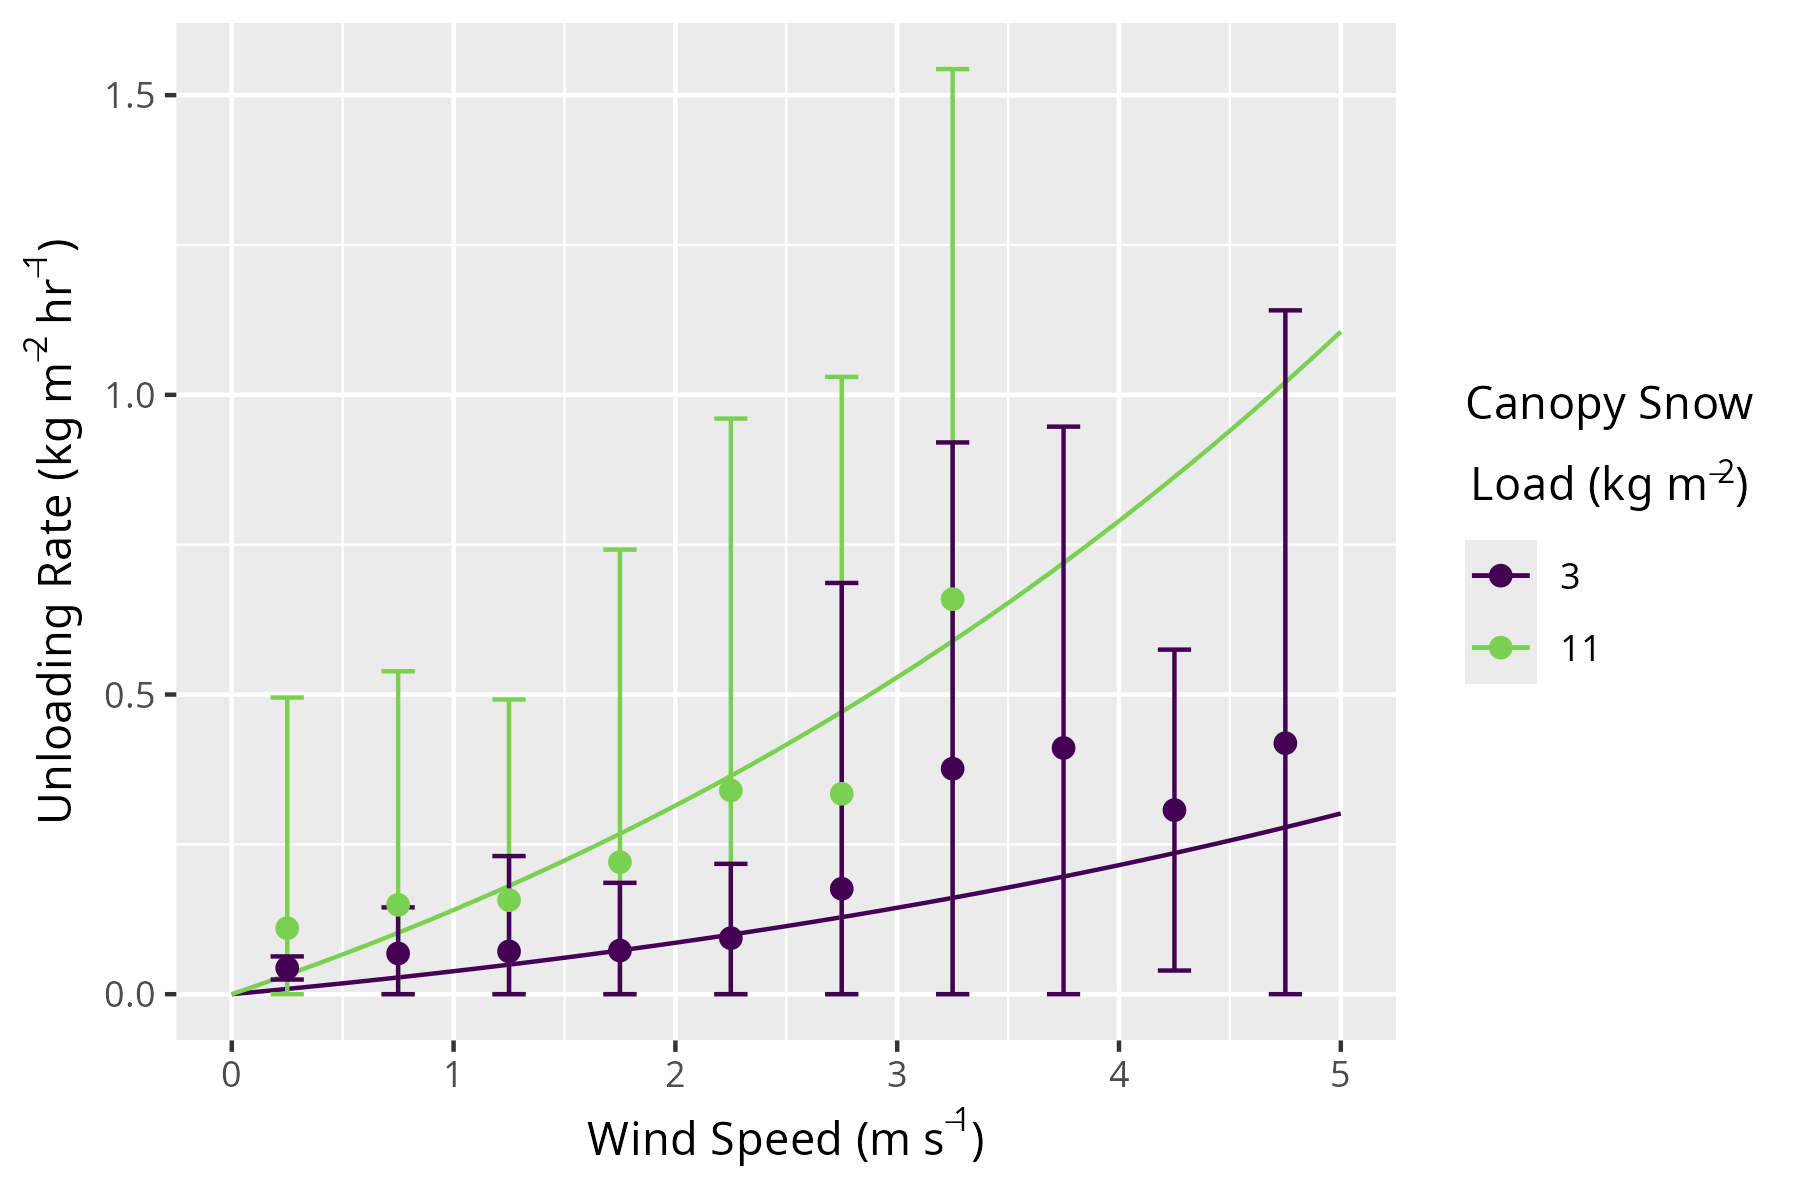 Unloading Rate (kg m⁻² hr⁻¹)
1.5
1.0
0.5
0.0
0 1 2 3 4 5
Wind Speed (m s⁻¹)
Canopy Snow
Load (kg m⁻²)
3
11